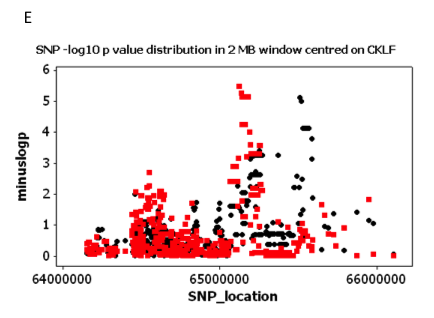 E
SNP -log10 p value distribution in 2 MB window centred on CKLF
6
5
4
3
2
1
0
minuslogp
64000000 65000000 66000000
SNP_location